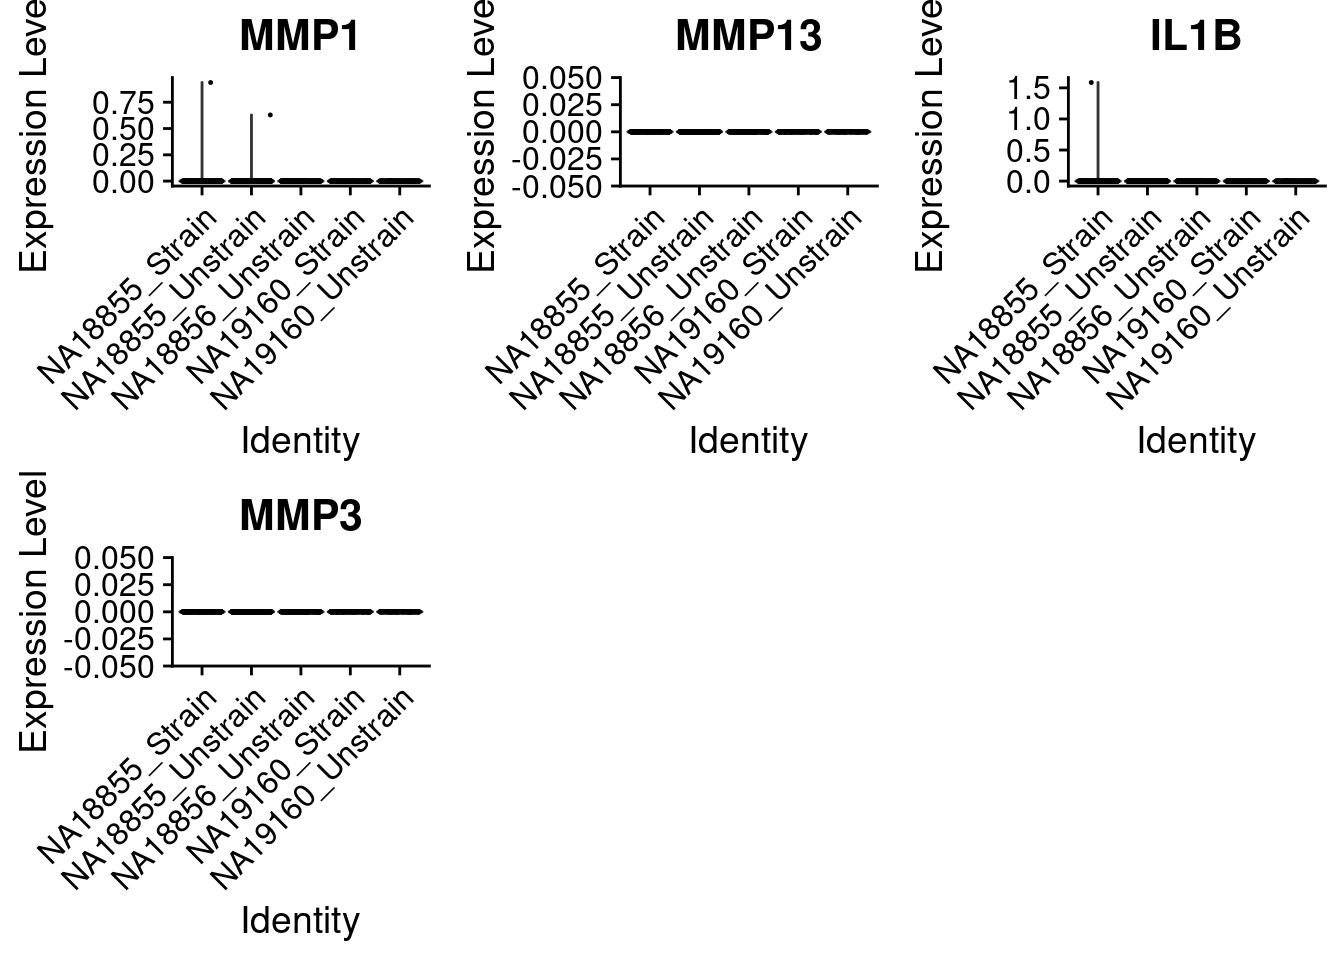 MMP1
Expression Leve
0.75
0.50
0.25
0.00
NA18855_Strain
NA18855_Unstrain
NA18856_Unstrain
NA19160_Strain
NA19160_Unstrain
Identity
MMP13
Expression Leve
0.050
0.025
0.000
-0.025
-0.050
NA18855_Strain
NA18855_Unstrain
NA18856_Unstrain
NA19160_Strain
NA19160_Unstrain
Identity
IL1B
Expression Leve
1.5
1.0
0.5
0.0
NA18855_Strain
NA18855_Unstrain
NA18856_Unstrain
NA19160_Strain
NA19160_Unstrain
Identity
MMP3
Expression Level
0.050
0.025
0.000
-0.025
-0.050
NA18855_Strain
NA18855_Unstrain
NA18856_Unstrain
NA19160_Strain
NA19160_Unstrain
Identity